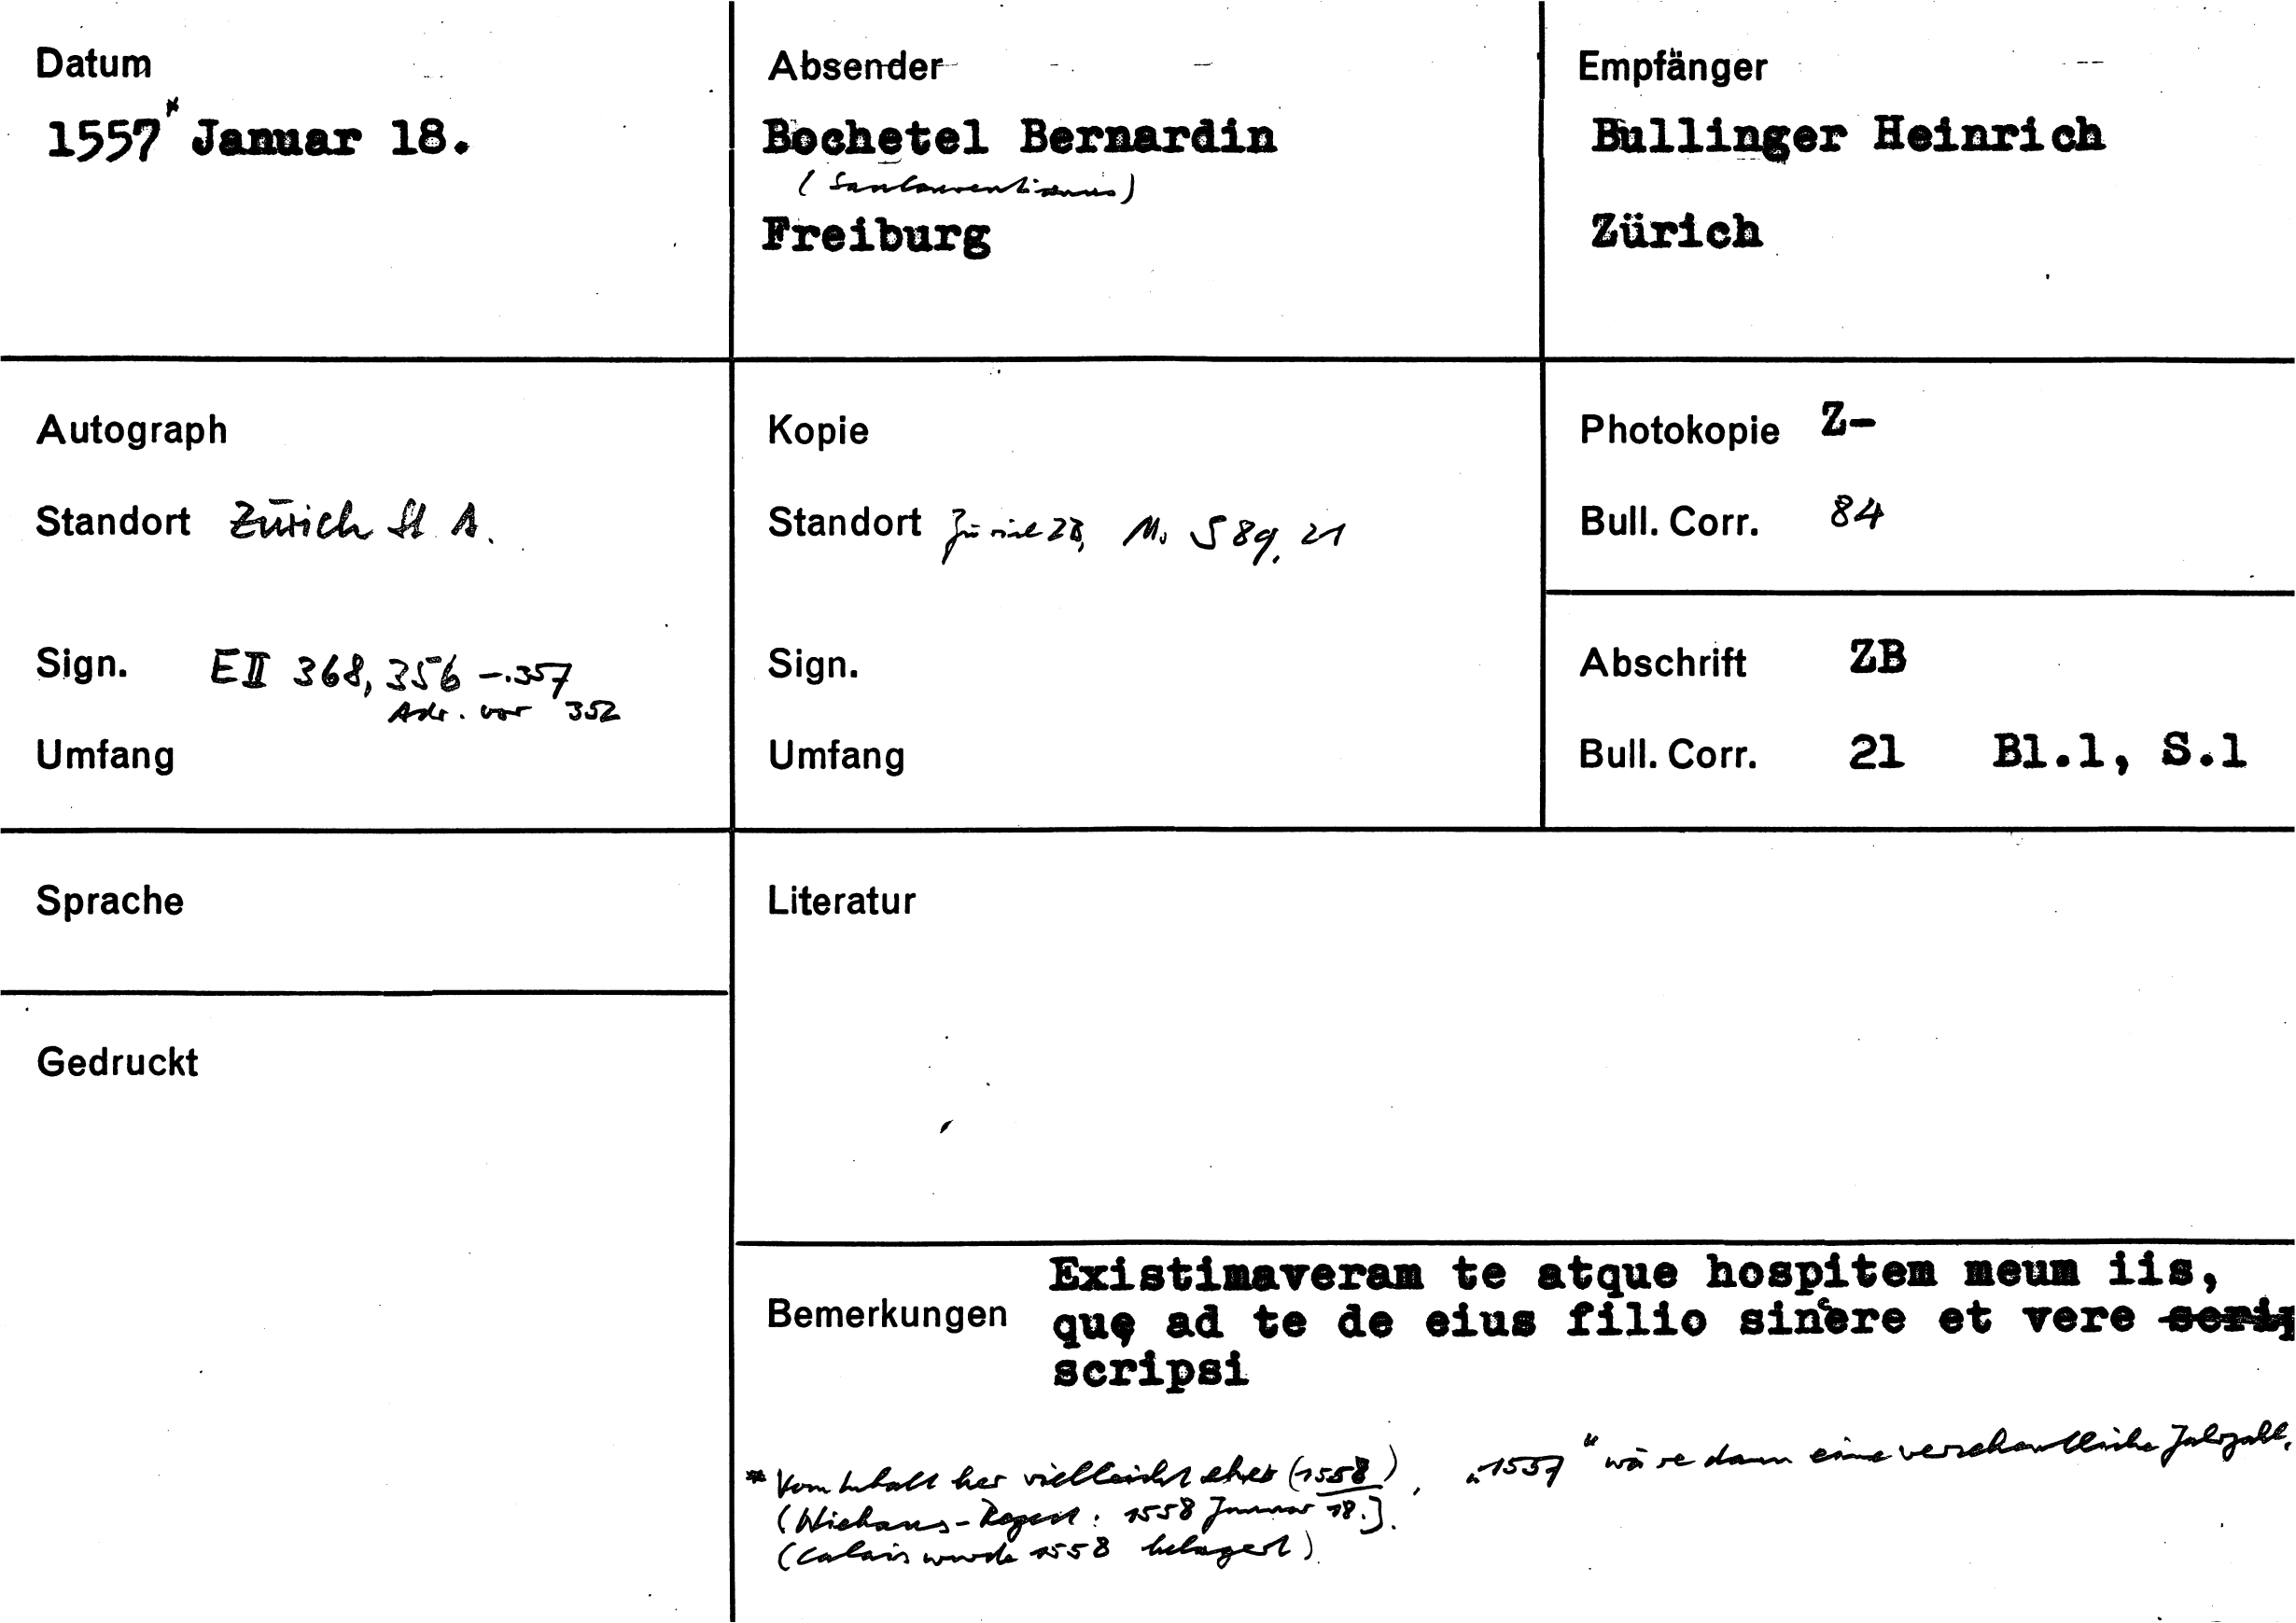 Datum
1557* Januar 18.
Absender
Bochetel Bernardin
(Sanlaurentianus)
Freiburg
Empfänger
Bullinger Heinrich
Zürich
Autograph
Standort Zürich St. A.
Sign. E II 368, 356 - 357
Adr. vor 352
Umfang
Kopie
Standort Zürich ZB, Ms S 89, 21
Sign.
Umfang
Photokopie Z-
Bull. Corr. 84
Abschrift ZB
Bull. Corr. 21 Bl.1, S.1
Sprache
Gedruckt
Literatur
Bemerkungen
Existimaveram te atque hospitem meum iis,
quę ad te de eius filio sincere et vere
scripsi
* Vom Inhalt her vielleicht eher (1558), „1557" wäre dann eine versehentliche Jahrzahl.
(Niehans-Regest: 1558 Januar 18.).
(Calais wurde 1558 belagert)